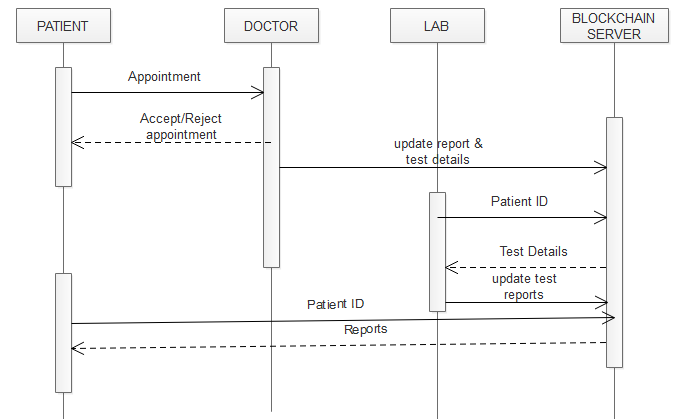 PATIENT
DOCTOR
LAB
BLOCKCHAIN
SERVER
Appointment
Accept/Reject
appointment
update report &
test details
Patient ID
Test Details
update test
reports
Patient ID
Reports